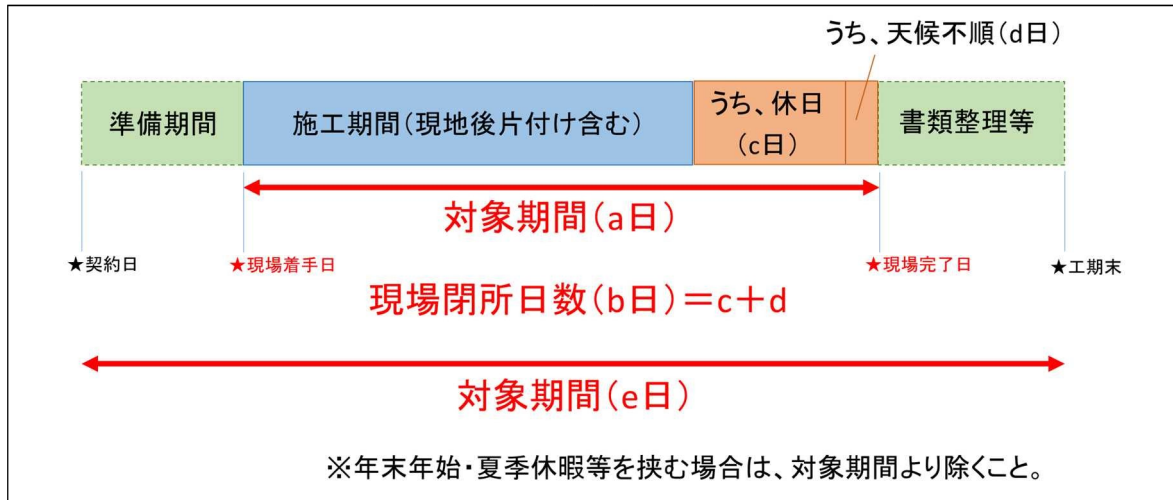 うち、天候不順(d日)
準備期間
施工期間(現地後片付け含む)
うち、休日
(c日)
書類整理等
対象期間(a日)
★契約日
★現場着手日
★現場完了日
★工期末
現場閉所日数(b日)=c+d
対象期間(e日)
※年末年始・夏季休暇等を挟む場合は、対象期間より除くこと。